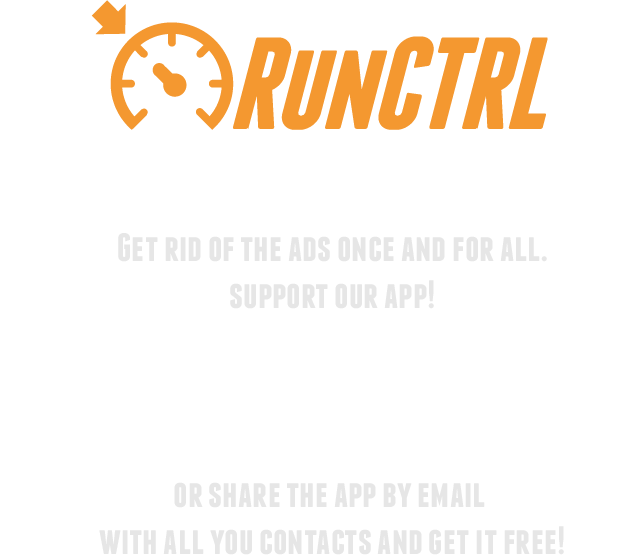 RunCTRL
Get rid of the ads once and for all.
support our app!
or share the app by email
with all you contacts and get it free!